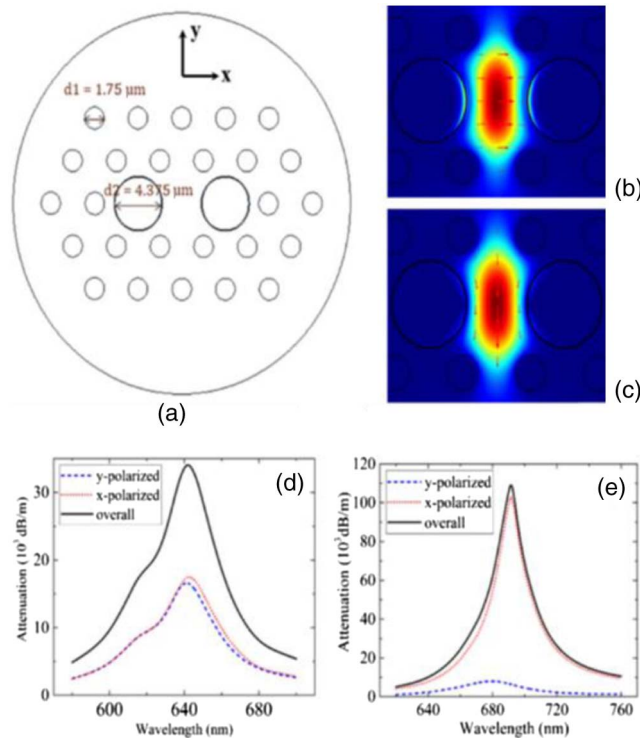 y
x
d1 = 1.75 μm
d2 = 4.375 μm
(a)
(b)
(c)
(d)
y-polarized
x-polarized
overall
Attenuation (10³dB/m)
30
20
10
0
600
640
680
Wavelength (nm)
(e)
y-polarized
x-polarized
overall
Attenuation (10³dB/m)
120
100
80
60
40
20
0
640
680
720
760
Wavelength (nm)